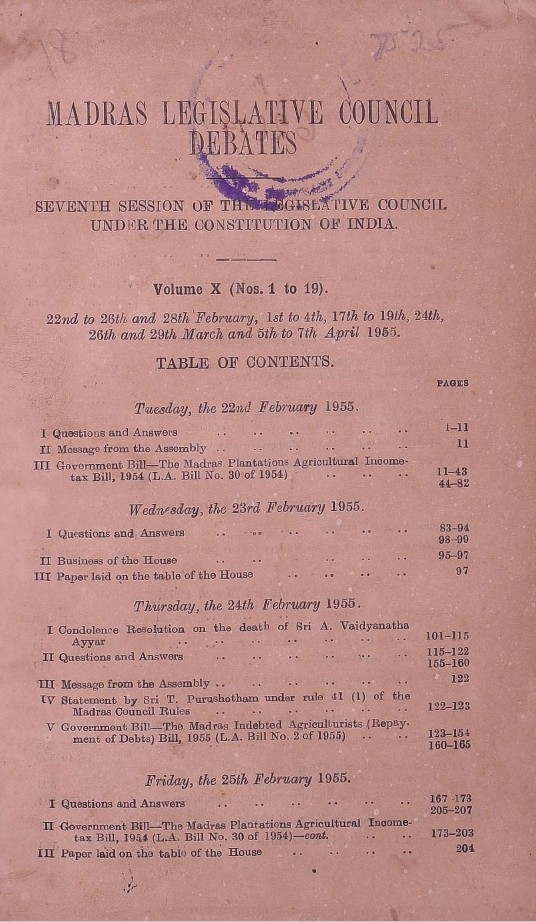 MADRAS LEGISLATIVE COUNCIL
DEBATES
SEVENTH SESSION OF THE LEGISLATIVE COUNCIL
UNDER THE CONSTITUTION OF INDIA.
Volume X (Nos. 1 to 19).
22nd to 26th and 28th February, 1st to 4th, 17th to 19th, 24th,
26th and 29th March and 5th to 7th April 1955.
TABLE OF CONTENTS.
PAGES
Tuesday, the 22nd February 1955.
I Questions and Answers .. .. .. .. .. .. 1-11
II Message from the Assembly .. .. .. .. .. .. 11
III Government Bill—The Madras Plantations Agricultural Income-
tax Bill, 1954 (L.A. Bill No. 30 of 1954) .. .. .. 11-43
44-82
Wednesday, the 23rd February 1955.
I Questions and Answers .. .. .. .. .. .. 83-94
98-99
II Business of the House .. .. .. .. .. .. 95-97
III Paper laid on the table of the House .. .. .. .. 97
Thursday, the 24th February 1955.
I Condolence Resolution on the death of Sri A. Vaidyanatha
Ayyar .. .. .. .. .. .. .. 101-115
II Questions and Answers .. .. .. .. .. .. 115-122
155-160
III Message from the Assembly .. .. .. .. .. .. 122
IV Statement by Sri T. Purushotham under rule 41 (1) of the
Madras Council Rules .. .. .. .. .. .. 122-123
V Government Bill—The Madras Indebted Agriculturists (Repay-
ment of Debts) Bill, 1955 (L.A. Bill No. 2 of 1955) .. .. 123-154
160-165
Friday, the 25th February 1955.
I Questions and Answers .. .. .. .. .. .. 167-173
205-207
II Government Bill—The Madras Plantations Agricultural Income-
tax Bill, 1954 (L.A. Bill No. 30 of 1954)—cont. .. .. 173-203
III Paper laid on the table of the House .. .. .. .. 204